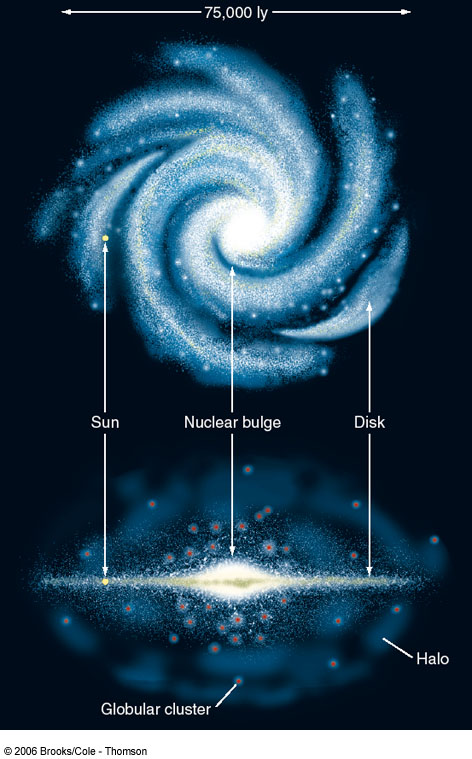 75,000 ly
Sun
Nuclear bulge
Disk
Halo
Globular cluster
© 2006 Brooks/Cole - Thomson